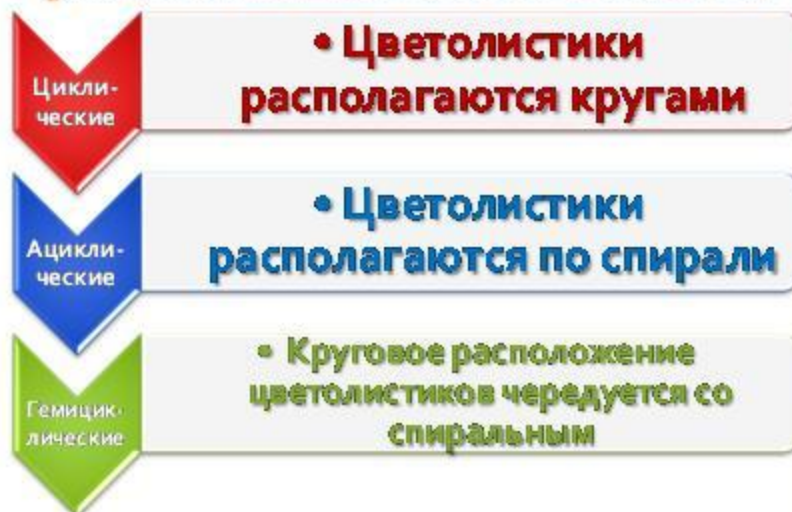 Цикли-
ческие
• Цветолистики
располагаются кругами
Ацикли-
ческие
• Цветолистики
располагаются по спирали
Гемицик-
лические
• Круговое расположение
цветолистиков чередуется со
спиральным